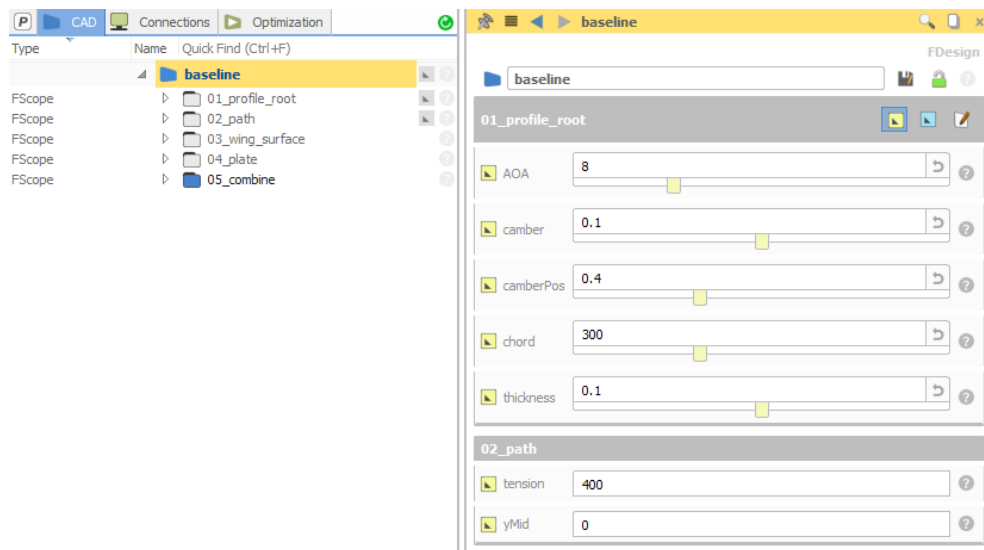 P CAD Connections Optimization
Type Name Quick Find (Ctrl+F)
baseline
FScope 01_profile_root
FScope 02_path
FScope 03_wing_surface
FScope 04_plate
FScope 05_combine
baseline
FDesign
baseline
01_profile_root
AOA 8
camber 0.1
camberPos 0.4
chord 300
thickness 0.1
02_path
tension 400
yMid 0